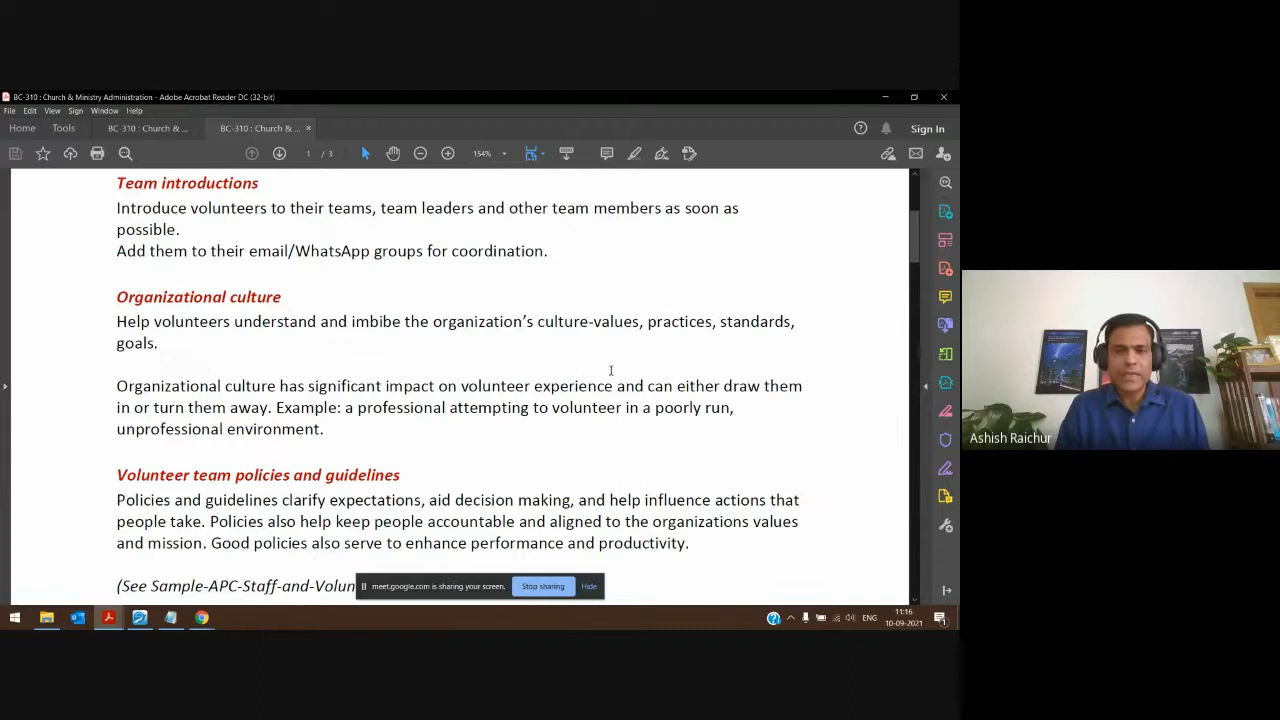 BC-310 : Church & Ministry Administration - Adobe Acrobat Reader DC (32-bit)
File Edit View Sign Window Help
Home Tools BC-310 : Church & ... BC-310 : Church & ... × Sign In
1 / 3 154%
Team introductions
Introduce volunteers to their teams, team leaders and other team members as soon as
possible.
Add them to their email/WhatsApp groups for coordination.
Organizational culture
Help volunteers understand and imbibe the organization’s culture-values, practices, standards,
goals.
Organizational culture has significant impact on volunteer experience and can either draw them
in or turn them away. Example: a professional attempting to volunteer in a poorly run,
unprofessional environment.
Volunteer team policies and guidelines
Policies and guidelines clarify expectations, aid decision making, and help influence actions that
people take. Policies also help keep people accountable and aligned to the organizations values
and mission. Good policies also serve to enhance performance and productivity.
(See Sample-APC-Staff-and-Volun
meet.google.com is sharing your screen. Stop sharing Hide
Ashish Raichur
ENG 11:16
10-09-2021